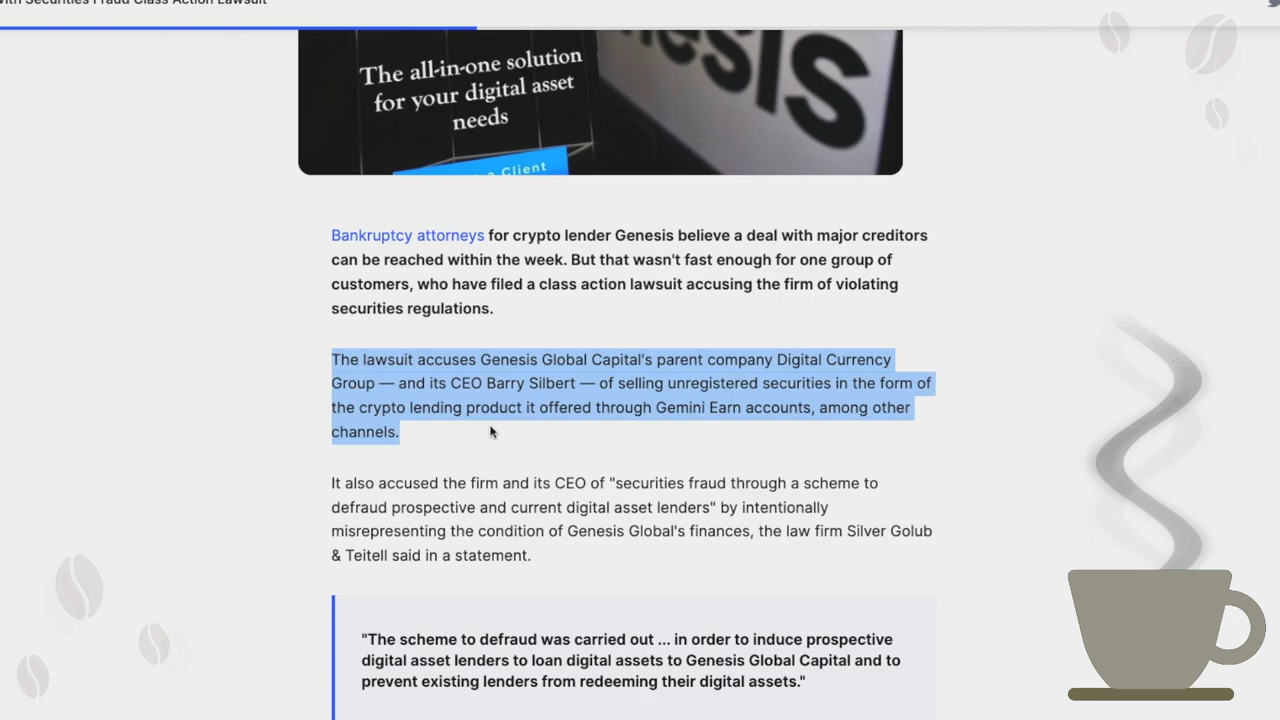 With Securities Fraud Class Action Lawsuit
The all-in-one solution
for your digital asset
needs
Client
Bankruptcy attorneys for crypto lender Genesis believe a deal with major creditors
can be reached within the week. But that wasn't fast enough for one group of
customers, who have filed a class action lawsuit accusing the firm of violating
securities regulations.
The lawsuit accuses Genesis Global Capital's parent company Digital Currency
Group — and its CEO Barry Silbert — of selling unregistered securities in the form of
the crypto lending product it offered through Gemini Earn accounts, among other
channels.
It also accused the firm and its CEO of "securities fraud through a scheme to
defraud prospective and current digital asset lenders" by intentionally
misrepresenting the condition of Genesis Global's finances, the law firm Silver Golub
& Teitell said in a statement.
"The scheme to defraud was carried out ... in order to induce prospective
digital asset lenders to loan digital assets to Genesis Global Capital and to
prevent existing lenders from redeeming their digital assets."